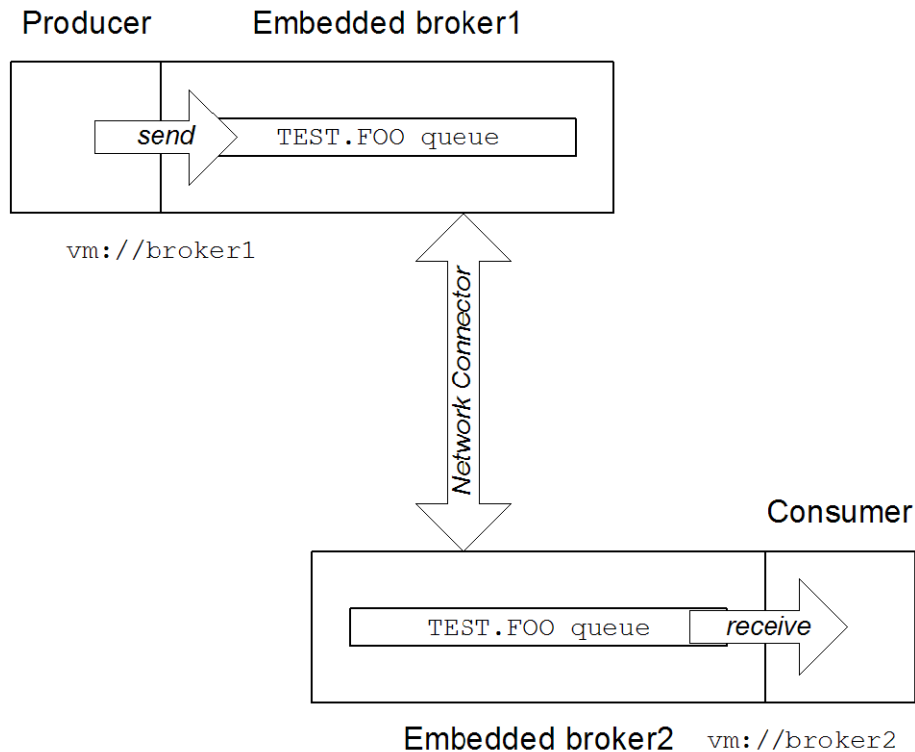 Producer
Embedded broker1
send
TEST.FOO queue
vm://broker1
Network Connector
Consumer
TEST.FOO queue
receive
Embedded broker2
vm://broker2